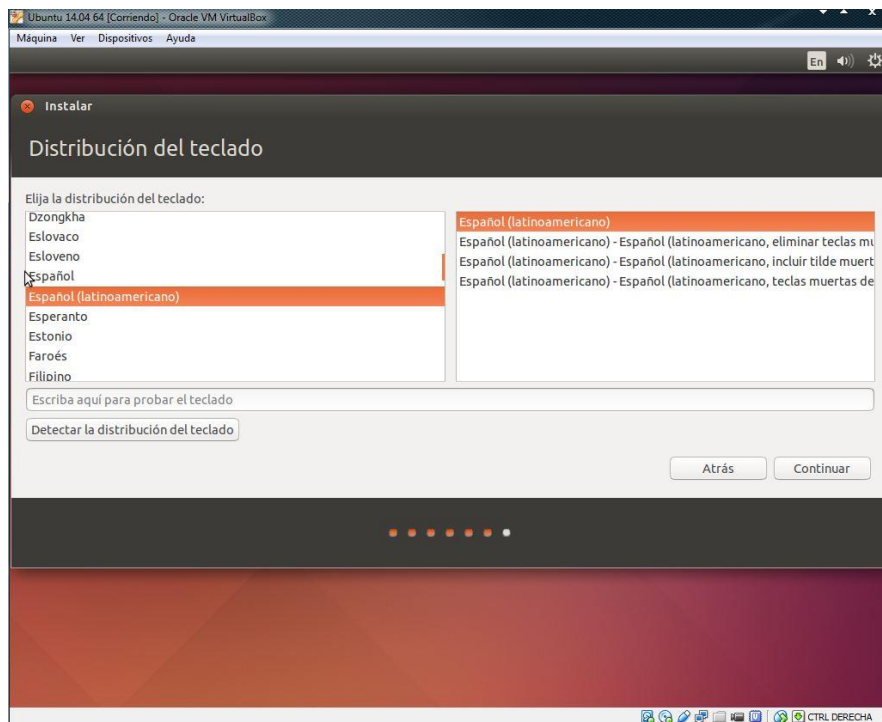 Ubuntu 14.04 64 [Corriendo] - Oracle VM VirtualBox
Máquina Ver Dispositivos Ayuda
En
Instalar
Distribución del teclado
Elija la distribución del teclado:
Dzongkha
Eslovaco
Esloveno
Español
Español (latinoamericano)
Esperanto
Estonio
Faroés
Filipino
Español (latinoamericano)
Español (latinoamericano) - Español (latinoamericano, eliminar teclas mu
Español (latinoamericano) - Español (latinoamericano, incluir tilde muert
Español (latinoamericano) - Español (latinoamericano, teclas muertas de
Escriba aquí para probar el teclado
Detectar la distribución del teclado
Atrás
Continuar
CTRL DERECHA